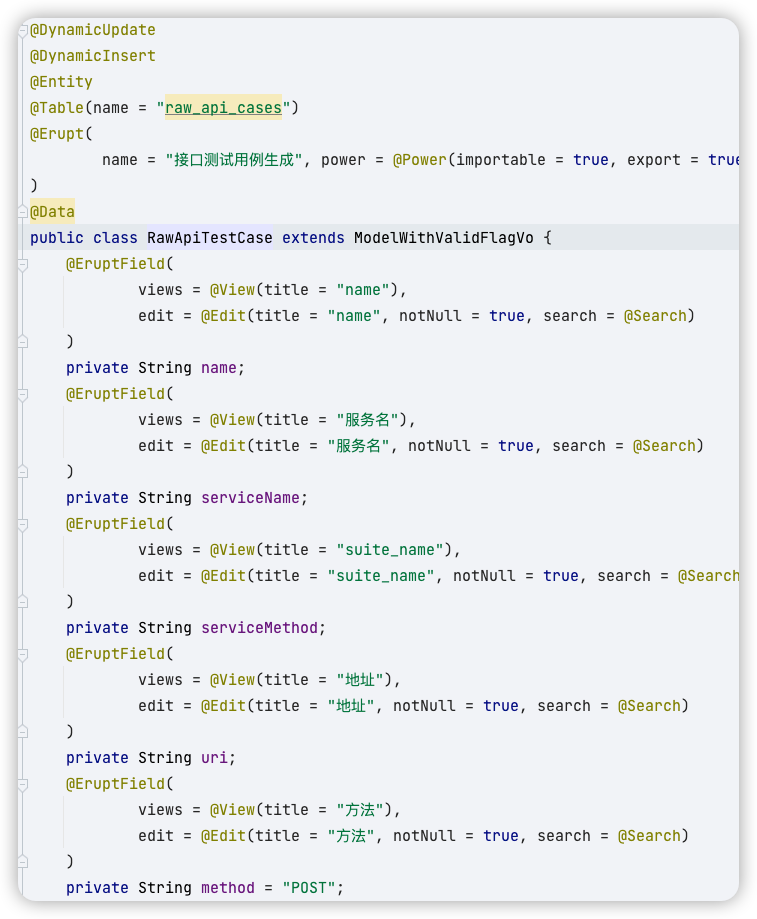 @DynamicUpdate
@DynamicInsert
@Entity
@Table(name = "raw_api_cases")
@Erupt(
        name = "接口测试用例生成", power = @Power(importable = true, export = true
)
@Data
public class RawApiTestCase extends ModelWithValidFlagVo {
    @EruptField(
            views = @View(title = "name"),
            edit = @Edit(title = "name", notNull = true, search = @Search)
    )
    private String name;
    @EruptField(
            views = @View(title = "服务名"),
            edit = @Edit(title = "服务名", notNull = true, search = @Search)
    )
    private String serviceName;
    @EruptField(
            views = @View(title = "suite_name"),
            edit = @Edit(title = "suite_name", notNull = true, search = @Search
    )
    private String serviceMethod;
    @EruptField(
            views = @View(title = "地址"),
            edit = @Edit(title = "地址", notNull = true, search = @Search)
    )
    private String uri;
    @EruptField(
            views = @View(title = "方法"),
            edit = @Edit(title = "方法", notNull = true, search = @Search)
    )
    private String method = "POST";